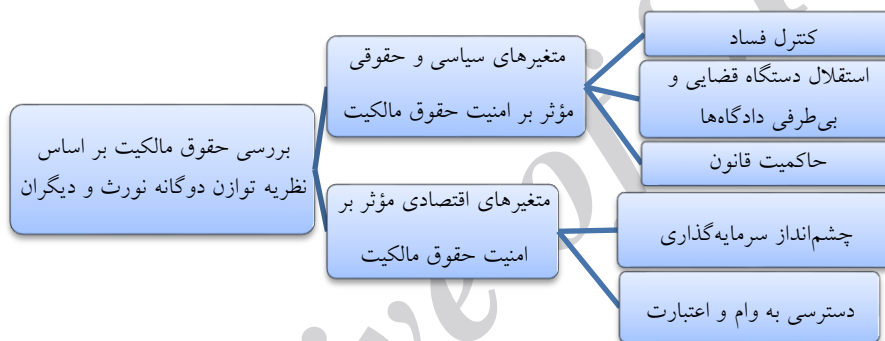 بررسی حقوق مالکیت بر اساس
نظریه توازن دوگانه نورث و دیگران
متغیرهای سیاسی و حقوقی
مؤثر بر امنیت حقوق مالکیت
کنترل فساد
استقلال دستگاه قضایی و
بی‌طرفی دادگاه‌ها
حاکمیت قانون
متغیرهای اقتصادی مؤثر بر
امنیت حقوق مالکیت
چشم‌انداز سرمایه‌گذاری
دسترسی به وام و اعتبارت